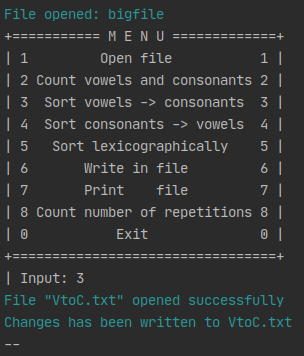 File opened: bigfile
+=========== M E N U =============+
| 1         Open file           1 |
| 2 Count vowels and consonants 2 |
| 3  Sort vowels -> consonants  3 |
| 4  Sort consonants -> vowels  4 |
| 5   Sort lexicographically    5 |
| 6       Write in file         6 |
| 7       Print    file         7 |
| 8 Count number of repetitions 8 |
| 0           Exit              0 |
+=================================+
| Input: 3
File "VtoC.txt" opened successfully
Changes has been written to VtoC.txt
--